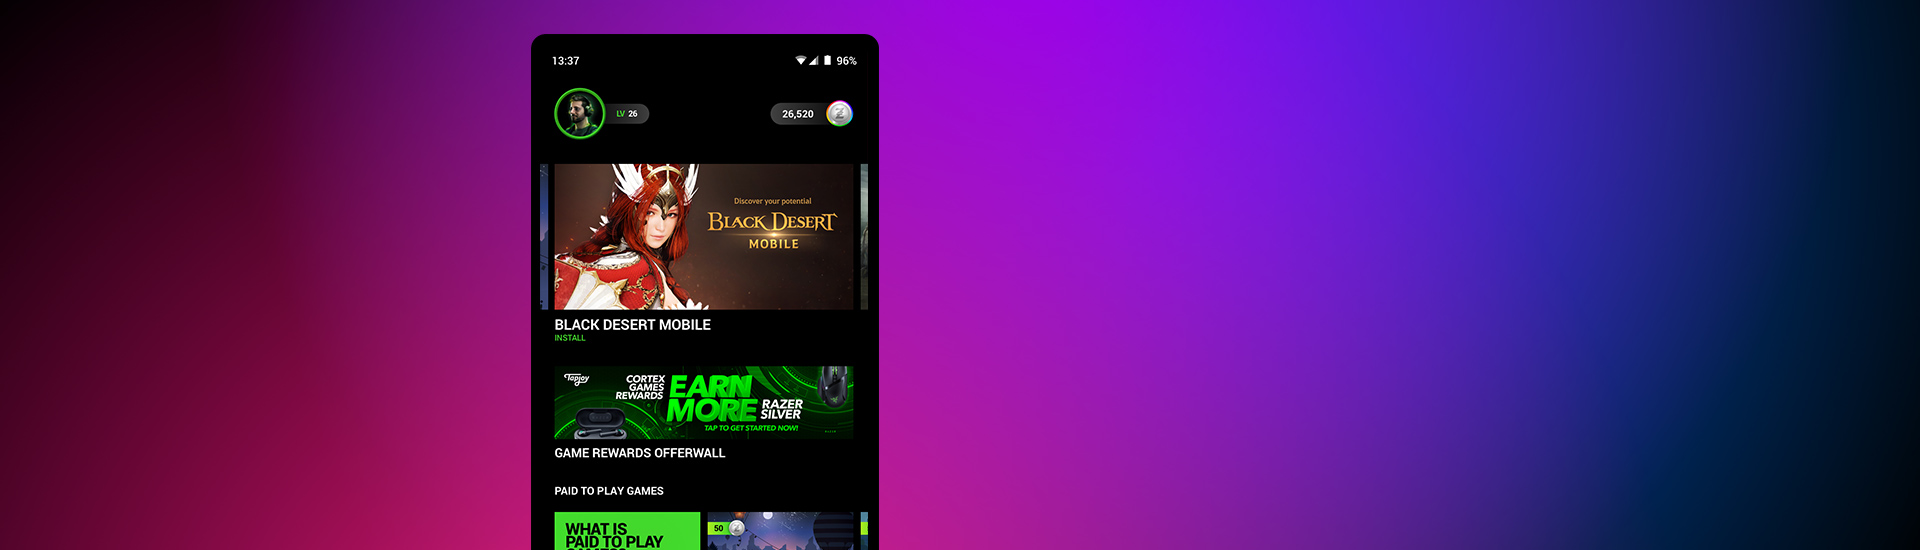 13:37
96%
LV 26
26,520
Discover your potential
BLACK DESERT
MOBILE
BLACK DESERT MOBILE
INSTALL
Tapjoy
CORTEX
GAMES
REWARDS
EARN
MORE
RAZER
SILVER
TAP TO GET STARTED NOW!
GAME REWARDS OFFERWALL
PAID TO PLAY GAMES
WHAT IS
PAID TO PLAY
50